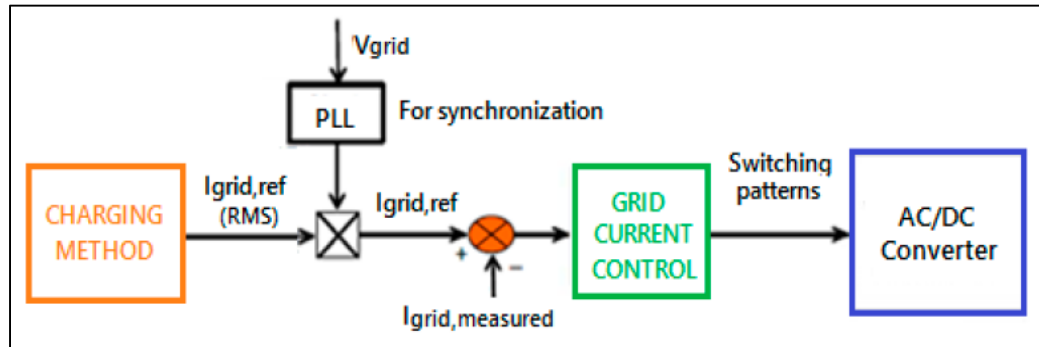 Vgrid
PLL
For synchronization
CHARGING
METHOD
Igrid,ref
(RMS)
Igrid,ref
+
−
Igrid,measured
GRID
CURRENT
CONTROL
Switching
patterns
AC/DC
Converter